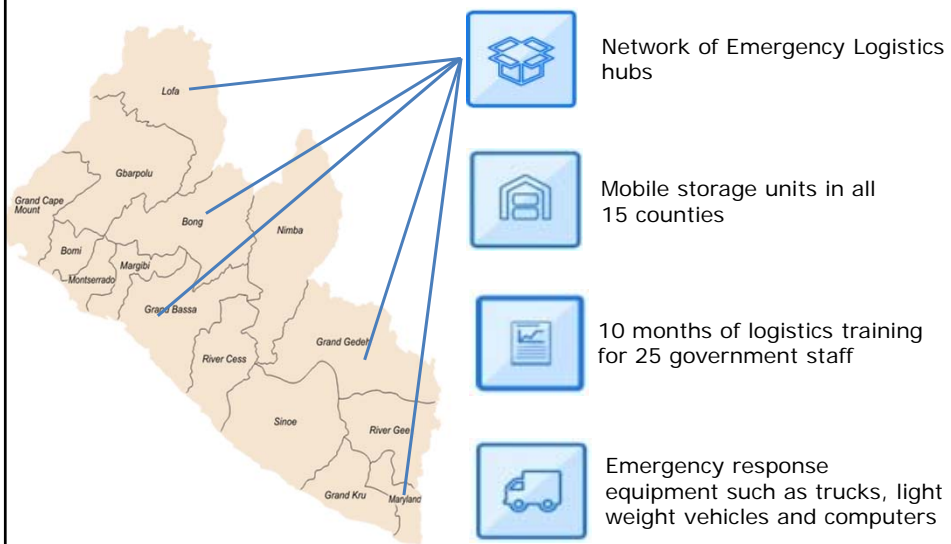 Lofa
Gbarpolu
Grand Cape
Mount
Bong
Nimba
Bomi
Margibi
Montserrado
Grand Bassa
Grand Gedeh
River Cess
Sinoe
River Gee
Grand Kru
Maryland
Network of Emergency Logistics
hubs
Mobile storage units in all
15 counties
10 months of logistics training
for 25 government staff
Emergency response
equipment such as trucks, light
weight vehicles and computers